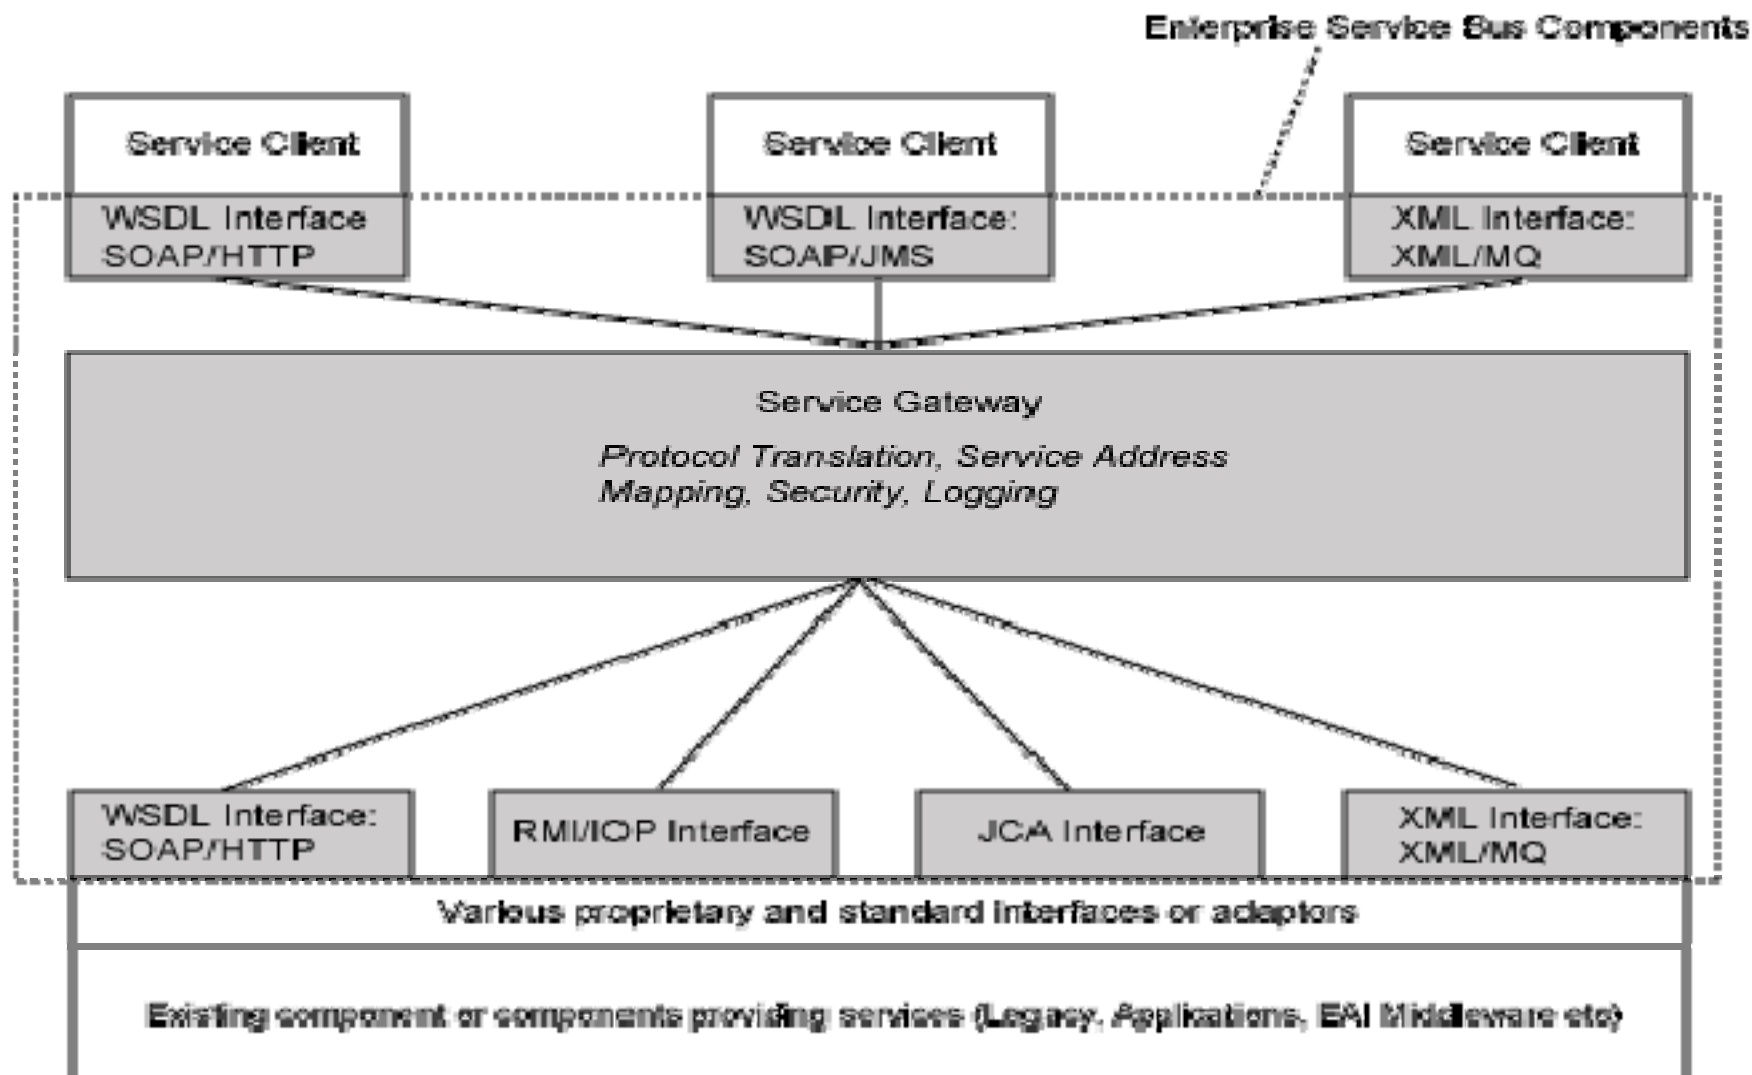 Enterprise Service Bus Components
Service Client
Service Client
Service Client
WSDL Interface
SOAP/HTTP
WSDL Interface:
SOAP/JMS
XML Interface:
XML/MQ
Service Gateway
Protocol Translation, Service Address
Mapping, Security, Logging
WSDL Interface:
SOAP/HTTP
RMI/IOP Interface
JCA Interface
XML Interface:
XML/MQ
Various proprietary and standard interfaces or adaptors
Existing component or components providing services (Legacy, Applications, EAI Middleware etc)